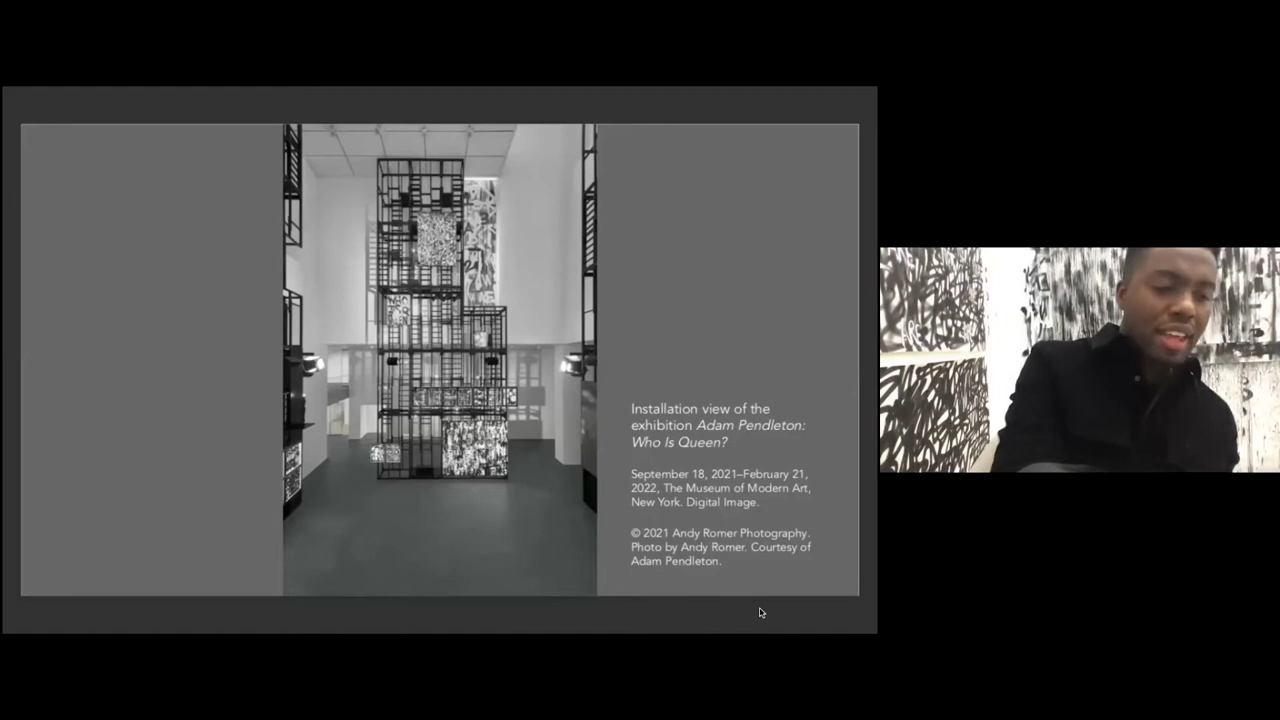 Installation view of the
exhibition Adam Pendleton:
Who Is Queen?
September 18, 2021–February 21,
2022, The Museum of Modern Art,
New York. Digital Image.
© 2021 Andy Romer Photography.
Photo by Andy Romer. Courtesy of
Adam Pendleton.